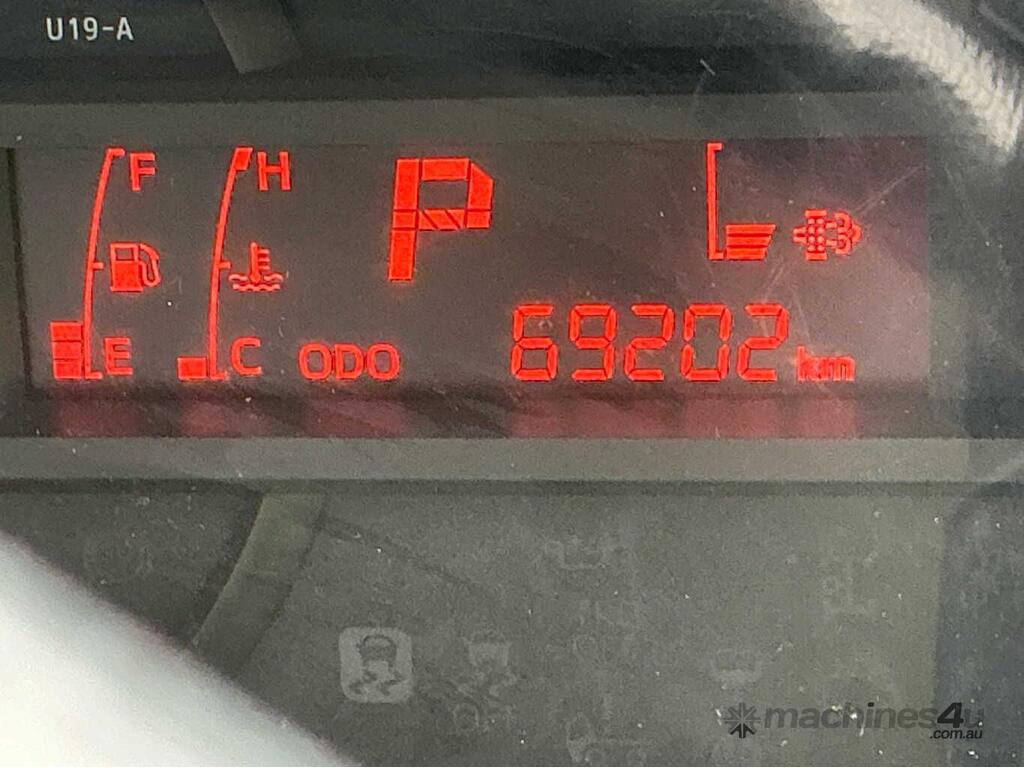 U19-A
F H P
E C ODO 69202 km
machines4u
.com.au